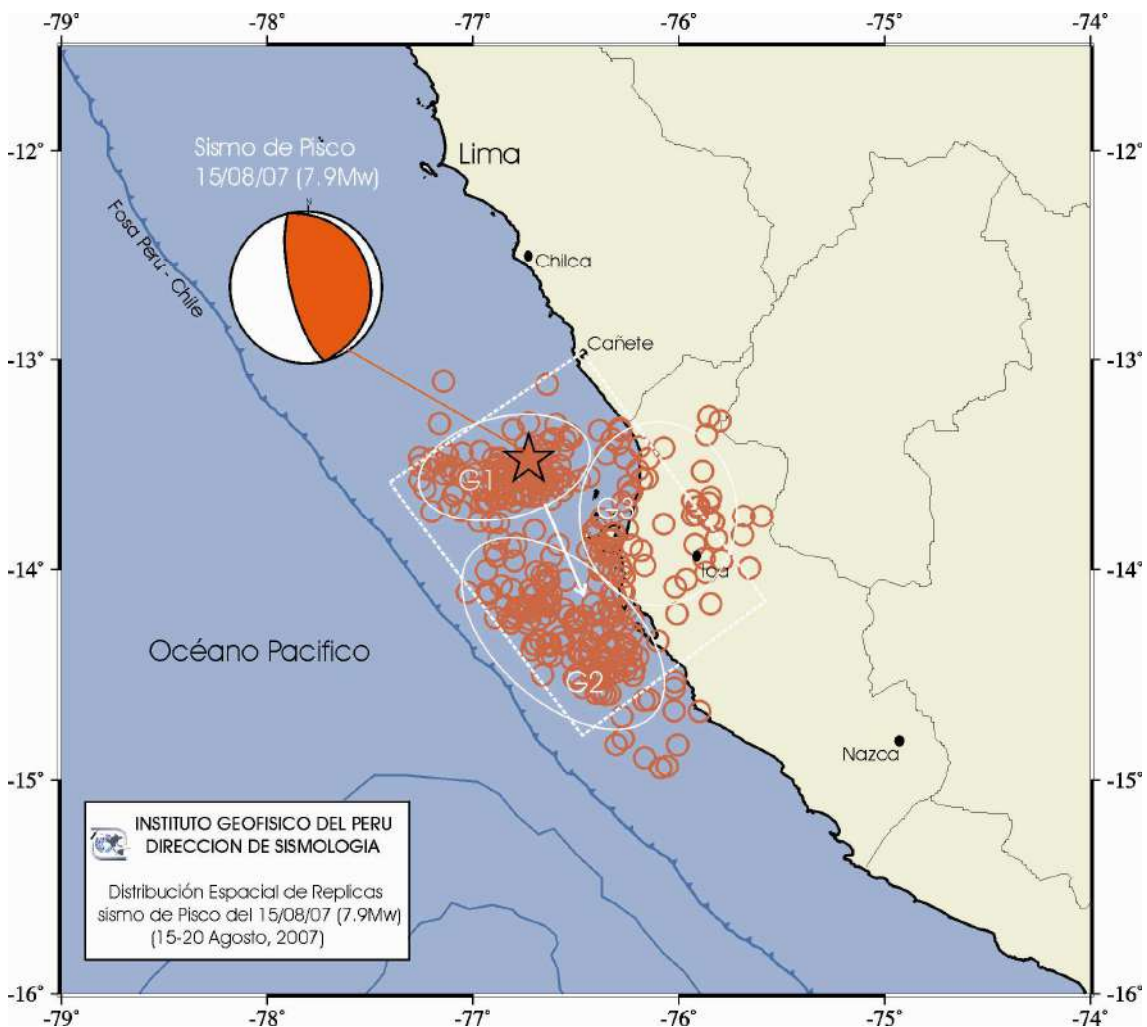 -79° -78° -77° -76° -75° -74°
-12° -12°
Sismo de Pisco
15/08/07 (7.9Mw)
Lima
N
Fosa Perú - Chile
Chilca
-13° -13°
Cañete
G1
G3
-14° -14°
Ica
Océano Pacifico
G2
Nazca
-15° -15°
INSTITUTO GEOFISICO DEL PERU
DIRECCION DE SISMOLOGIA
Distribución Espacial de Replicas
sismo de Pisco del 15/08/07 (7.9Mw)
(15-20 Agosto, 2007)
-16° -16°
-79° -78° -77° -76° -75° -74°